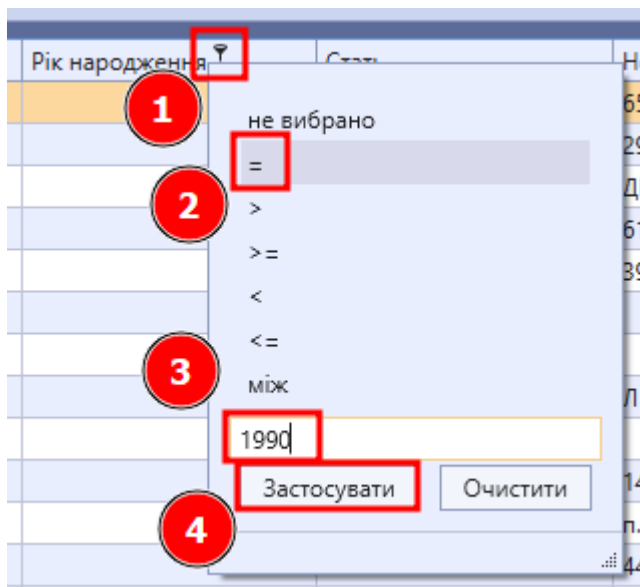 Рік народження
1
не вибрано
=
2
>
>=
<
<=
3
між
1990
Застосувати Очистити
4